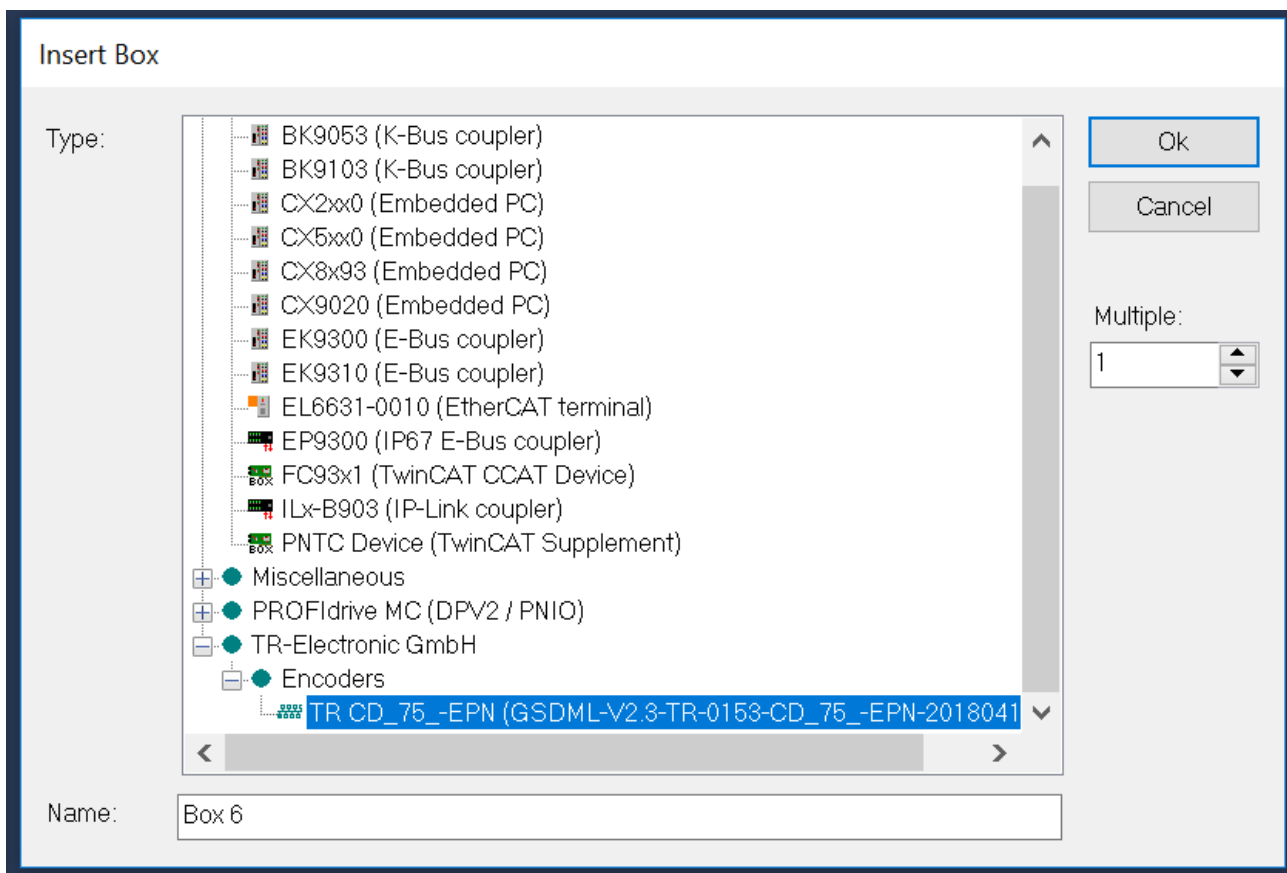 Insert Box
Type:
BK9053 (K-Bus coupler)
BK9103 (K-Bus coupler)
CX2xx0 (Embedded PC)
CX5xx0 (Embedded PC)
CX8x93 (Embedded PC)
CX9020 (Embedded PC)
EK9300 (E-Bus coupler)
EK9310 (E-Bus coupler)
EL6631-0010 (EtherCAT terminal)
EP9300 (IP67 E-Bus coupler)
BOX FC93x1 (TwinCAT CCAT Device)
ILx-B903 (IP-Link coupler)
BOX PNTC Device (TwinCAT Supplement)
Miscellaneous
PROFIdrive MC (DPV2 / PNIO)
TR-Electronic GmbH
Encoders
TR CD_75_-EPN (GSDML-V2.3-TR-0153-CD_75_-EPN-2018041
Ok
Cancel
Multiple:
1
Name:
Box 6